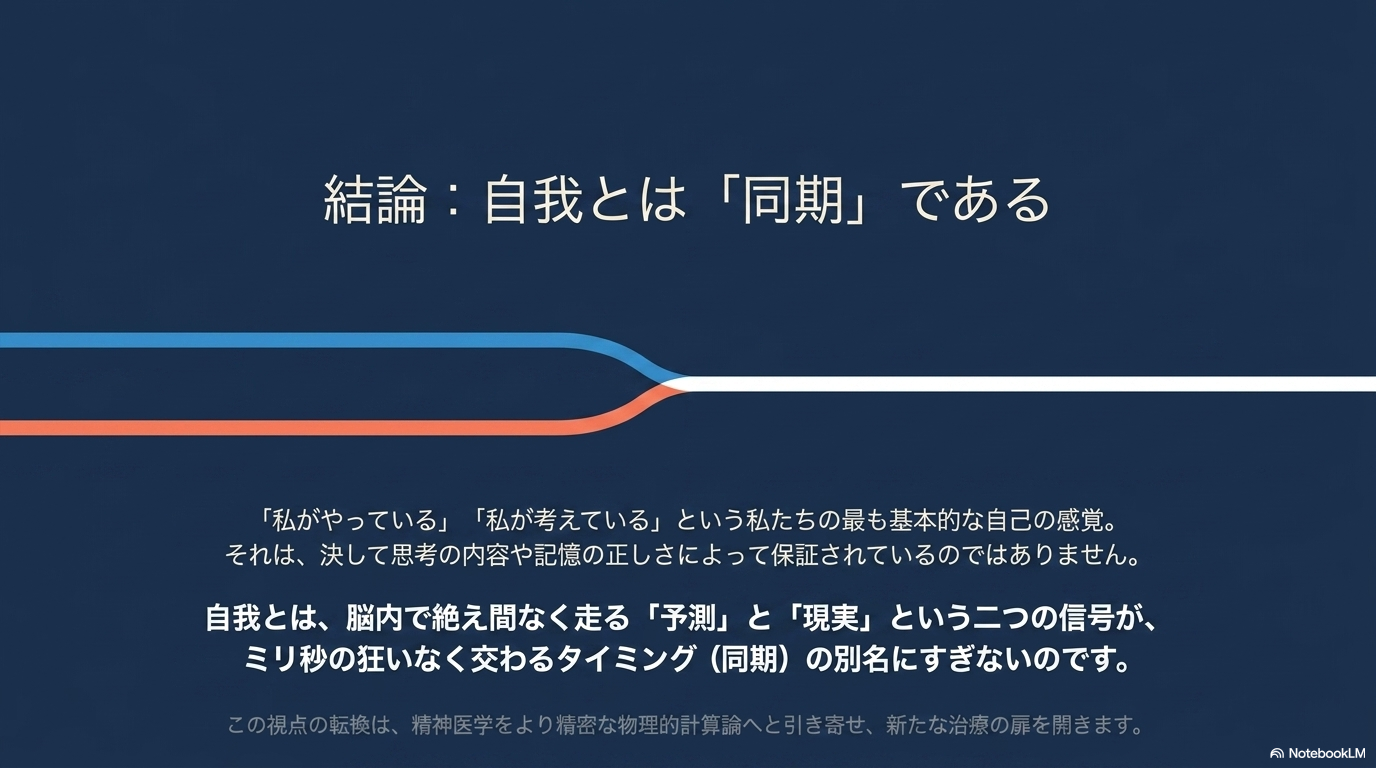 結論：自我とは「同期」である
「私がやっている」「私が考えている」という私たちの最も基本的な自己の感覚。
それは、決して思考の内容や記憶の正しさによって保証されているのではありません。
自我とは、脳内で絶え間なく走る「予測」と「現実」という二つの信号が、
ミリ秒の狂いなく交わるタイミング（同期）の別名にすぎないのです。
この視点の転換は、精神医学をより精密な物理的計算論へと引き寄せ、新たな治療の扉を開きます。
NotebookLM